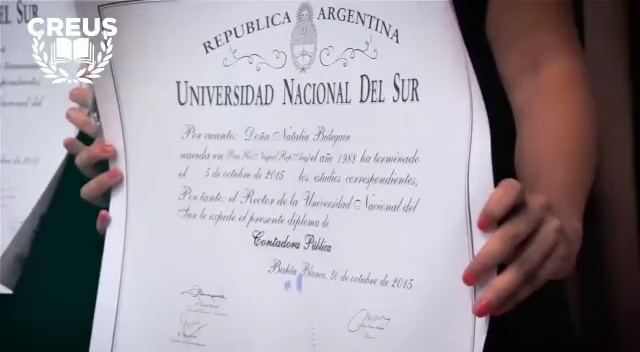 CREUS
REPUBLICA ARGENTINA
UNIVERSIDAD NACIONAL DEL SUR
Por cuanto: Doña Natalia Bidegain
nacida en el año 1988 ha terminado
el 5 de octubre de 2015 los estudios correspondientes,
Por tanto: el Rector de la Universidad Nacional del
Sur le expide el presente diploma de
Contadora Pública
Bahía Blanca, 30 de octubre de 2015